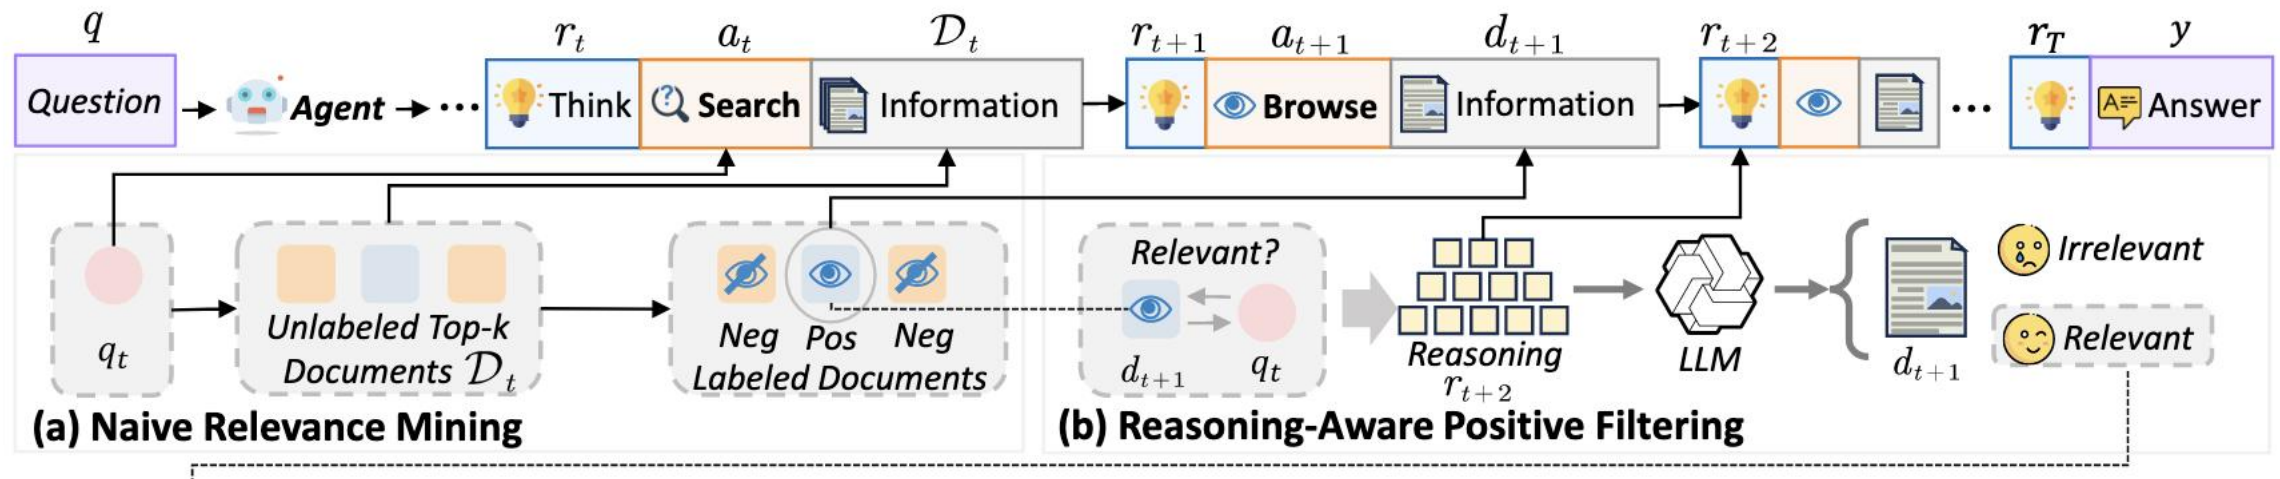 q r_t a_t 𝒟_t r_{t+1} a_{t+1} d_{t+1} r_{t+2} r_T y
Question Agent ... Think Search Information Browse Information ... Answer
Relevant?
Irrelevant
Unlabeled Top-k
Documents 𝒟_t
q_t
Neg Pos Neg
Labeled Documents
d_{t+1} q_t
Reasoning
r_{t+2}
LLM
d_{t+1}
Relevant
(a) Naive Relevance Mining
(b) Reasoning-Aware Positive Filtering